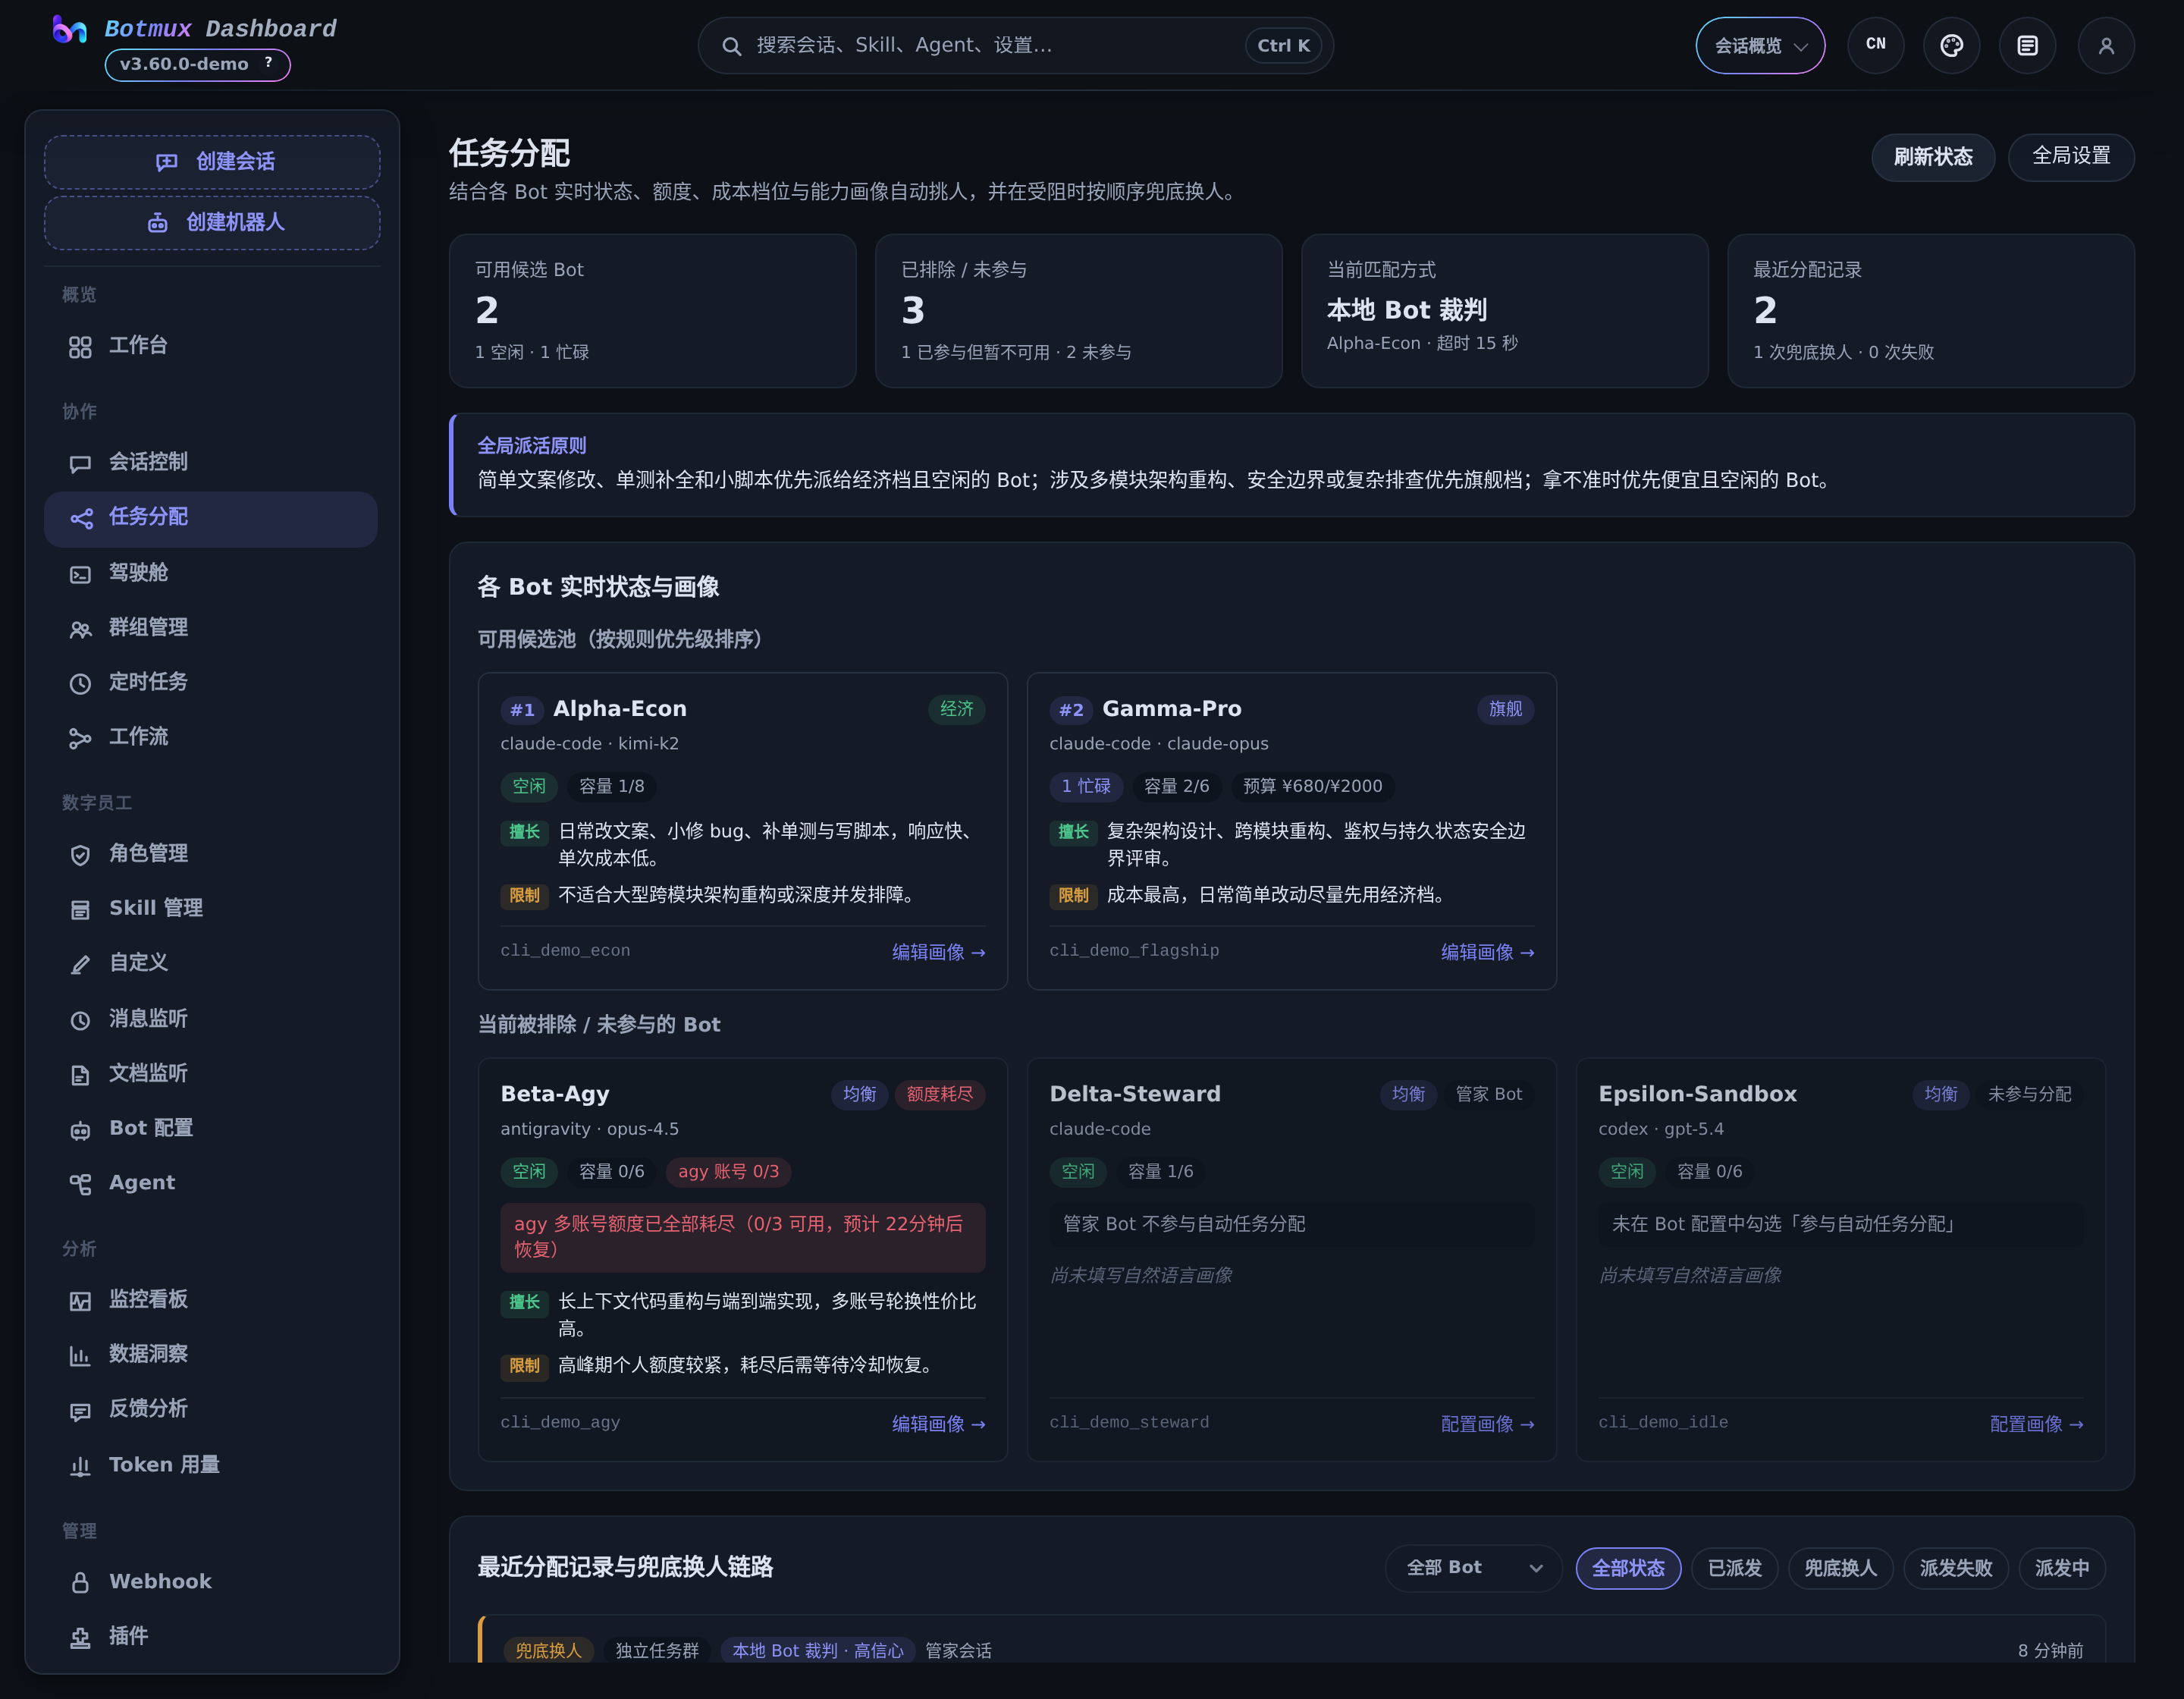 Botmux Dashboard
v3.60.0-demo ?
搜索会话、Skill、Agent、设置…
Ctrl K
会话概览
CN
创建会话
创建机器人
概览
工作台
协作
会话控制
任务分配
驾驶舱
群组管理
定时任务
工作流
数字员工
角色管理
Skill 管理
自定义
消息监听
文档监听
Bot 配置
Agent
分析
监控看板
数据洞察
反馈分析
Token 用量
管理
Webhook
插件
任务分配
结合各 Bot 实时状态、额度、成本档位与能力画像自动挑人，并在受阻时按顺序兜底换人。
刷新状态
全局设置
可用候选 Bot
2
1 空闲 · 1 忙碌
已排除 / 未参与
3
1 已参与但暂不可用 · 2 未参与
当前匹配方式
本地 Bot 裁判
Alpha-Econ · 超时 15 秒
最近分配记录
2
1 次兜底换人 · 0 次失败
全局派活原则
简单文案修改、单测补全和小脚本优先派给经济档且空闲的 Bot；涉及多模块架构重构、安全边界或复杂排查优先旗舰档；拿不准时优先便宜且空闲的 Bot。
各 Bot 实时状态与画像
可用候选池（按规则优先级排序）
#1 Alpha-Econ 经济
claude-code · kimi-k2
空闲 容量 1/8
擅长 日常改文案、小修 bug、补单测与写脚本，响应快、
单次成本低。
限制 不适合大型跨模块架构重构或深度并发排障。
cli_demo_econ 编辑画像 →
#2 Gamma-Pro 旗舰
claude-code · claude-opus
1 忙碌 容量 2/6 预算 ¥680/¥2000
擅长 复杂架构设计、跨模块重构、鉴权与持久状态安全边
界评审。
限制 成本最高，日常简单改动尽量先用经济档。
cli_demo_flagship 编辑画像 →
当前被排除 / 未参与的 Bot
Beta-Agy 均衡 额度耗尽
antigravity · opus-4.5
空闲 容量 0/6 agy 账号 0/3
agy 多账号额度已全部耗尽（0/3 可用，预计 22分钟后
恢复）
擅长 长上下文代码重构与端到端实现，多账号轮换性价比
高。
限制 高峰期个人额度较紧，耗尽后需等待冷却恢复。
cli_demo_agy 编辑画像 →
Delta-Steward 均衡 管家 Bot
claude-code
空闲 容量 1/6
管家 Bot 不参与自动任务分配
尚未填写自然语言画像
cli_demo_steward 配置画像 →
Epsilon-Sandbox 均衡 未参与分配
codex · gpt-5.4
空闲 容量 0/6
未在 Bot 配置中勾选「参与自动任务分配」
尚未填写自然语言画像
cli_demo_idle 配置画像 →
最近分配记录与兜底换人链路
全部 Bot
全部状态 已派发 兜底换人 派发失败 派发中
兜底换人 独立任务群 本地 Bot 裁判 · 高信心 管家会话 8 分钟前